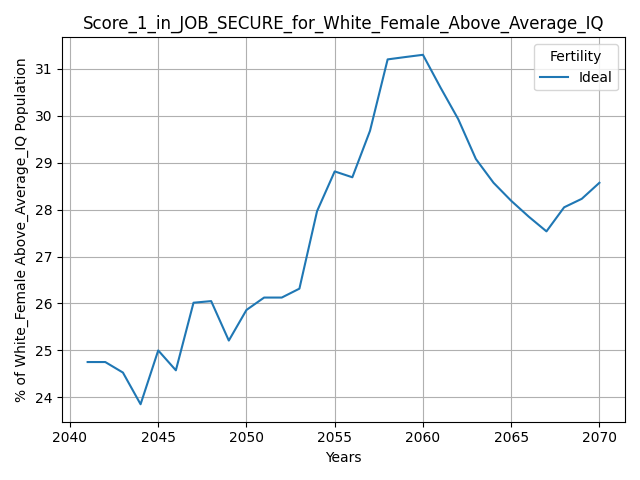 Score_1_in_JOB_SECURE_for_White_Female_Above_Average_IQ
% of White_Female Above_Average_IQ Population
31
30
29
28
27
26
25
24
Fertility
Ideal
2040 2045 2050 2055 2060 2065 2070
Years